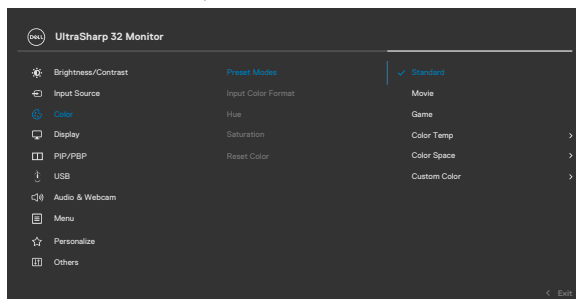 DELL UltraSharp 32 Monitor
Brightness/Contrast
Input Source
Color
Display
PIP/PBP
USB
Audio & Webcam
Menu
Personalize
Others
Preset Modes
Input Color Format
Hue
Saturation
Reset Color
Standard
Movie
Game
Color Temp
Color Space
Custom Color
Exit